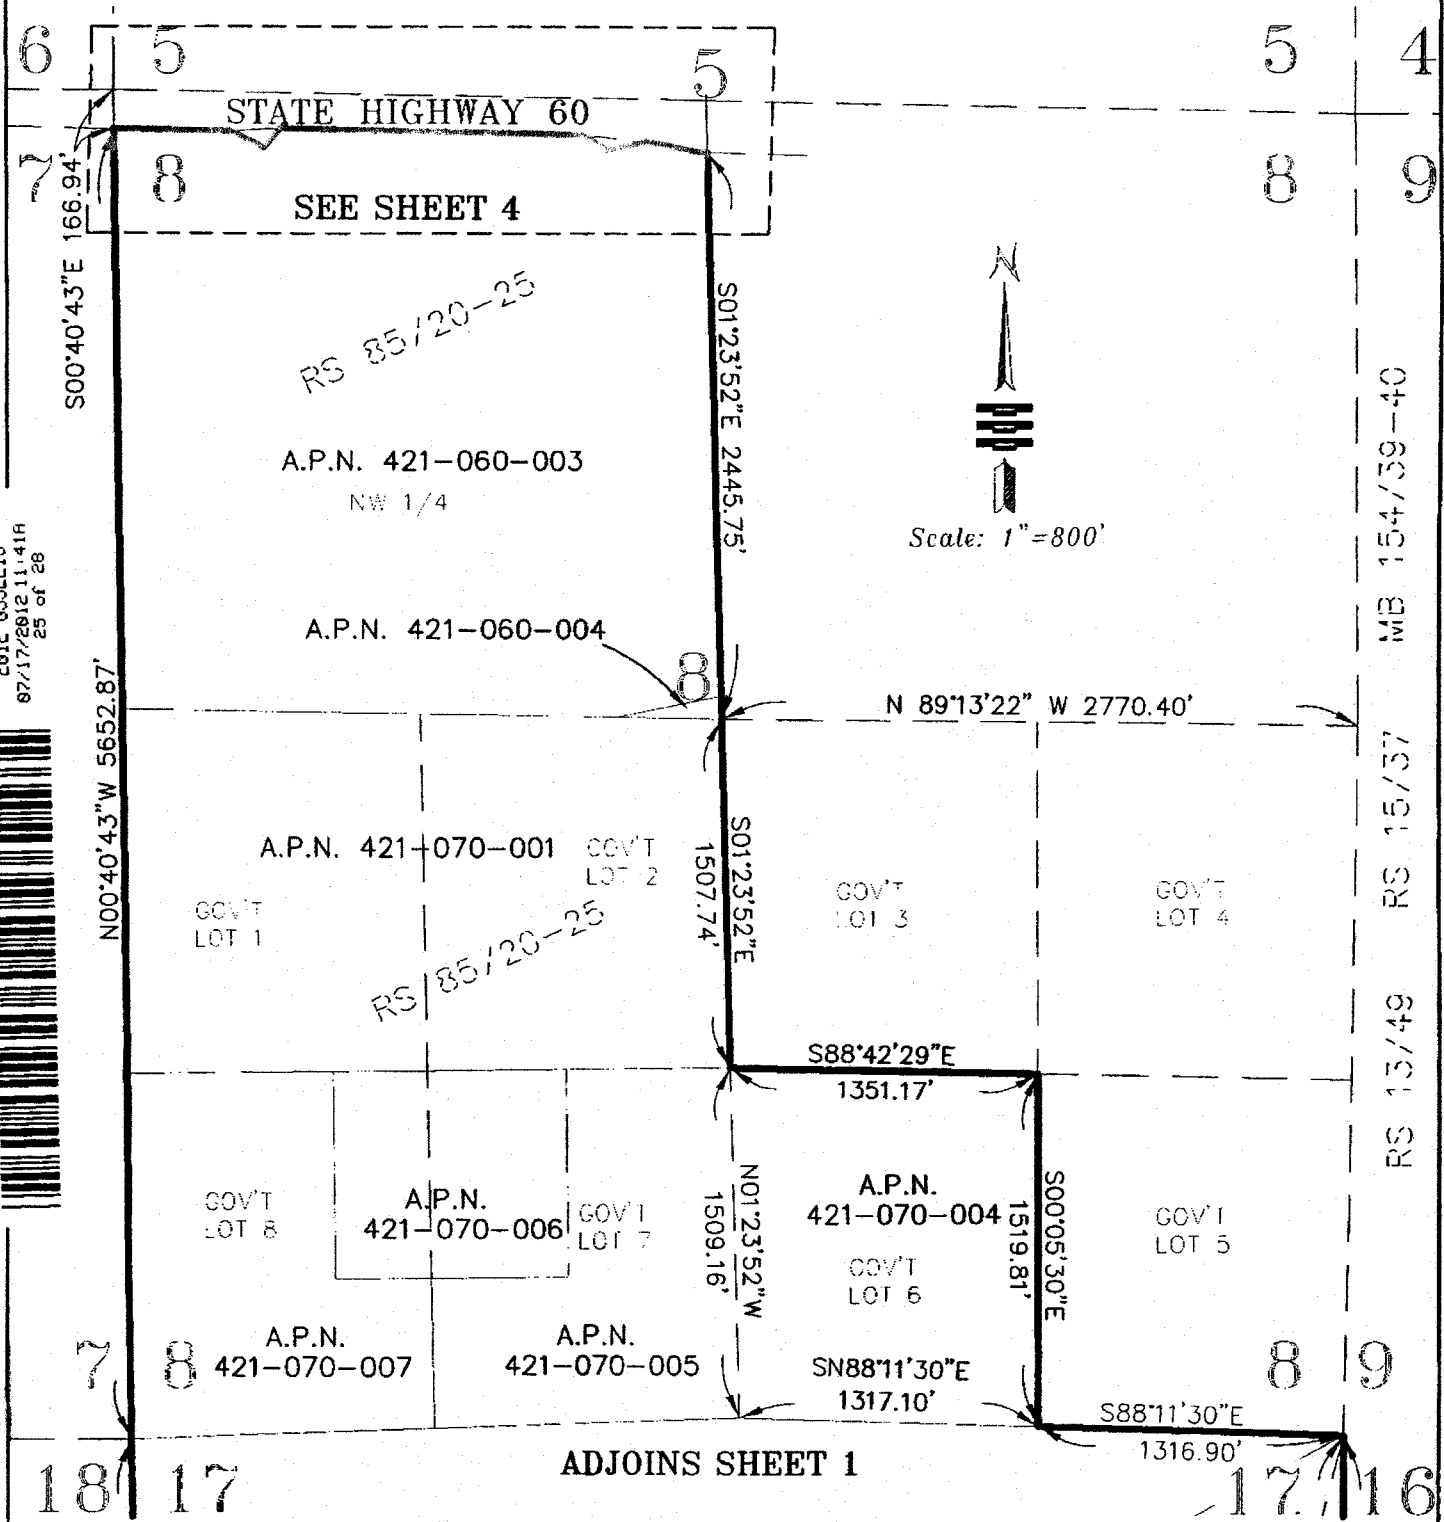 6 5 5 5 4
STATE HIGHWAY 60
7 8 8 9
SEE SHEET 4
S00°40'43"E 166.94'
RS 85/20-25
S01°23'52"E 2445.75'
N
Scale: 1"=800'
A.P.N. 421-060-003
NW 1/4
MB 154/39-40
07/17/2012 11:41A
25 of 28
A.P.N. 421-060-004
8
N 89°13'22" W 2770.40'
N00°40'43"W 5652.87'
RS 15/37
A.P.N. 421-070-001
GOV'T
LOT 2
S01°23'52"E
1507.74'
GOV'T
LOT 1
GOV'T
LOT 3
GOV'T
LOT 4
RS 85/20-25
RS 13/49
S88°42'29"E
1351.17'
GOV'T
LOT 8
A.P.N.
421-070-006
GOV'T
LOT 7
N01°23'52"W
1509.16'
A.P.N.
421-070-004
GOV'T
LOT 6
S00°05'30"E
1519.81'
GOV'T
LOT 5
7 8
A.P.N.
421-070-007
A.P.N.
421-070-005
SN88°11'30"E
1317.10'
8 9
S88°11'30"E
1316.90'
ADJOINS SHEET 1
18 17 17 16